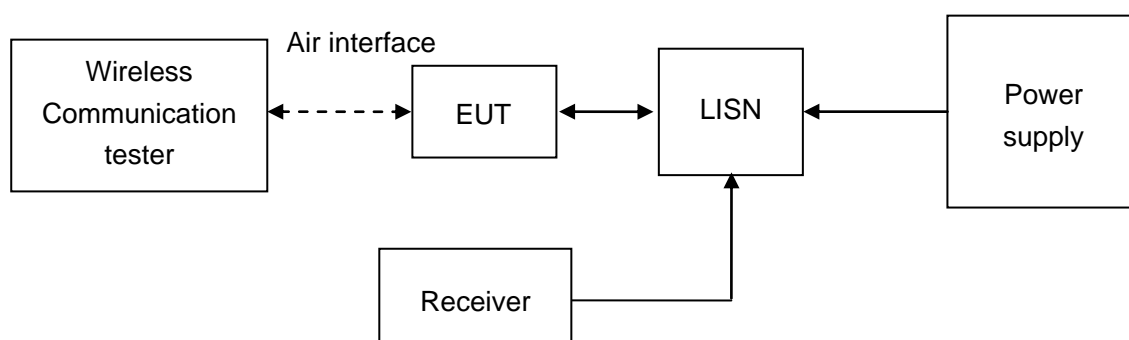 Air interface
Wireless
Communication
tester
EUT
LISN
Power
supply
Receiver